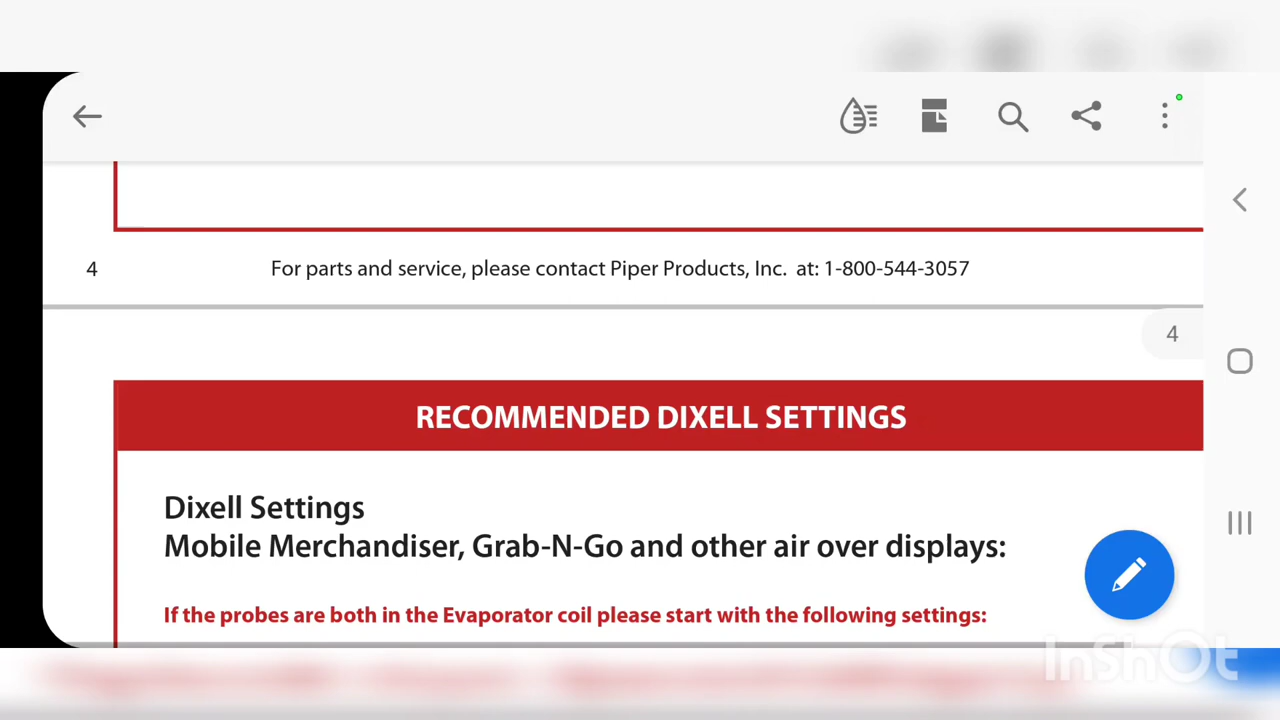 4
For parts and service, please contact Piper Products, Inc. at: 1-800-544-3057
4
RECOMMENDED DIXELL SETTINGS
Dixell Settings
Mobile Merchandiser, Grab-N-Go and other air over displays:
If the probes are both in the Evaporator coil please start with the following settings:
InShOt